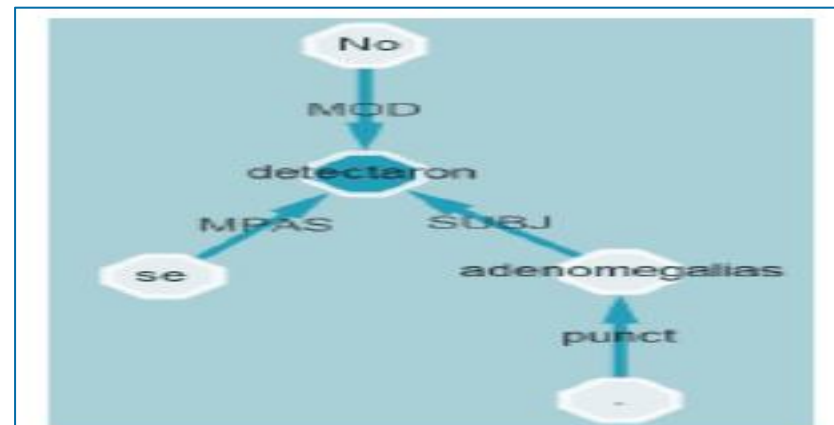 No
MOD
detectaron
MPAS SUBJ
se adenomegalias
punct
.